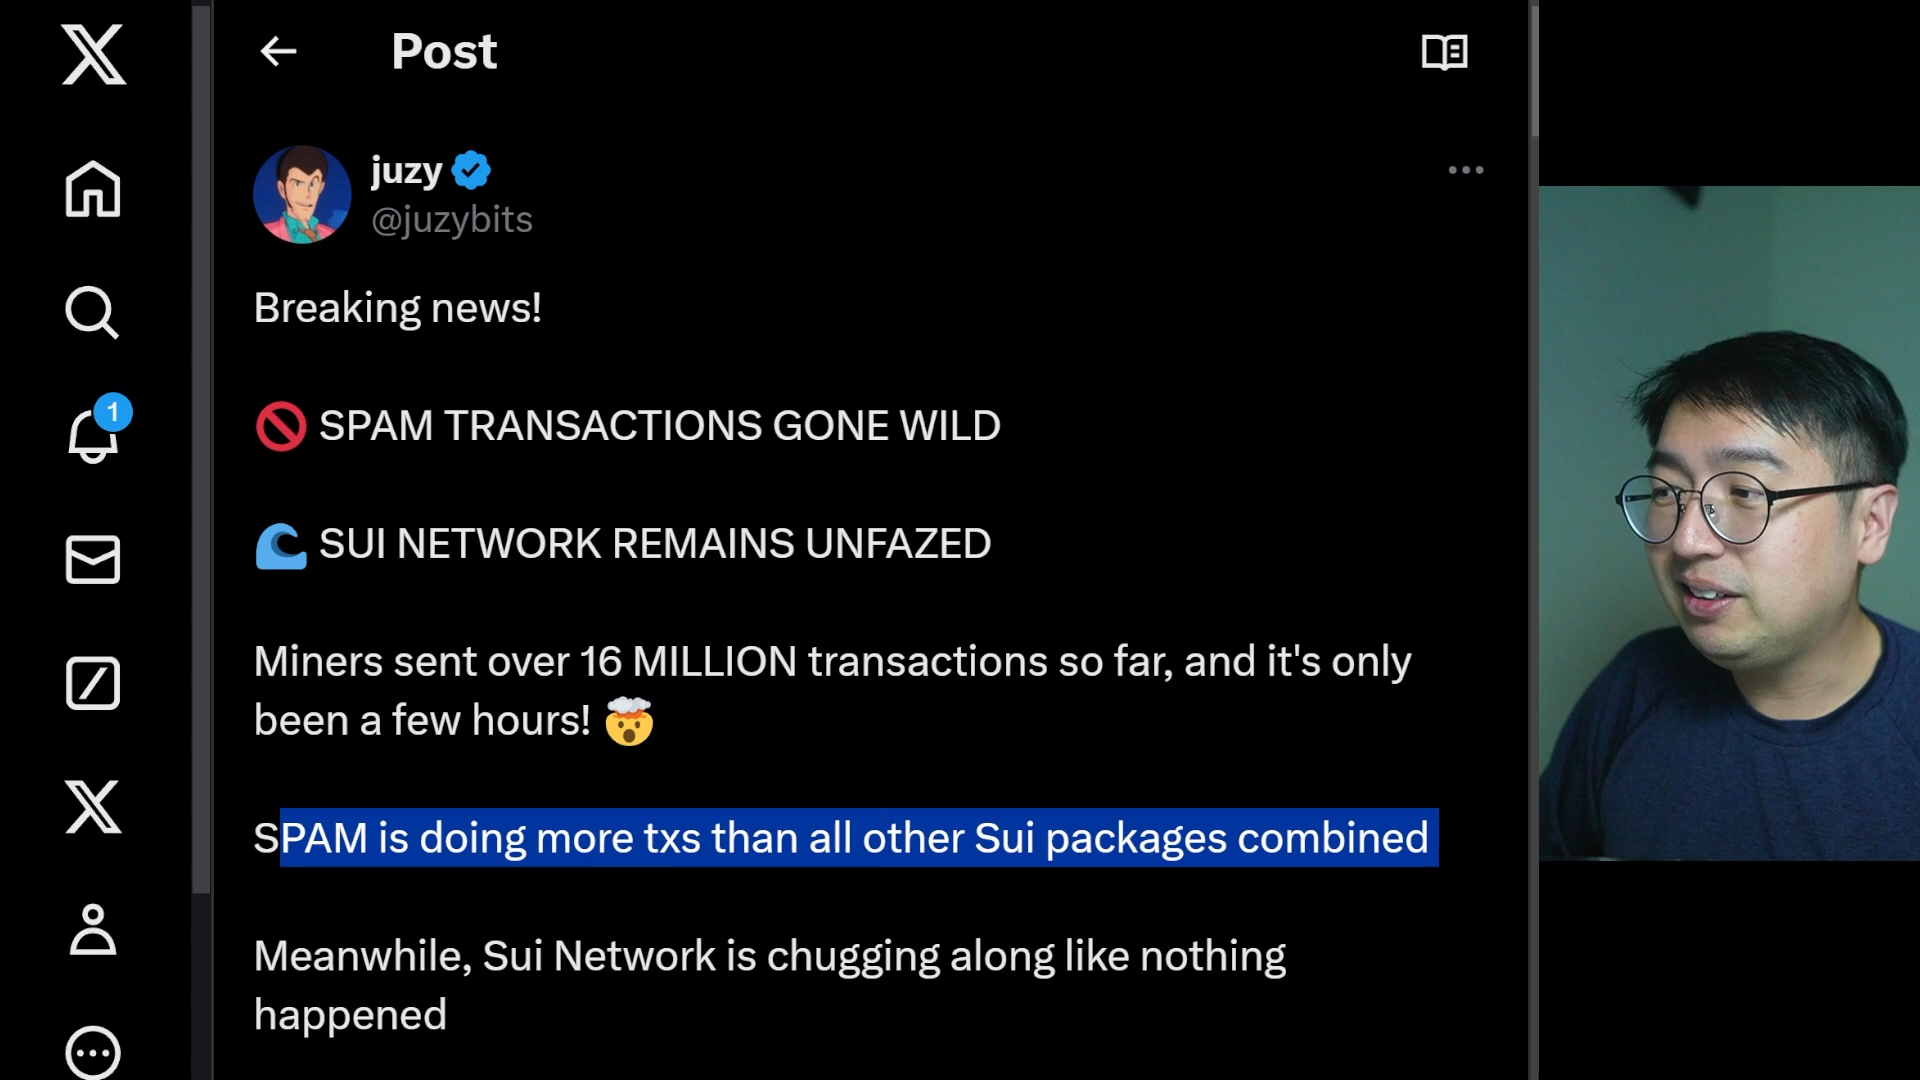 Post
juzy
@juzybits
Breaking news!
🚫 SPAM TRANSACTIONS GONE WILD
🌊 SUI NETWORK REMAINS UNFAZED
1
Miners sent over 16 MILLION transactions so far, and it's only
been a few hours! 🤯
SPAM is doing more txs than all other Sui packages combined
Meanwhile, Sui Network is chugging along like nothing
happened